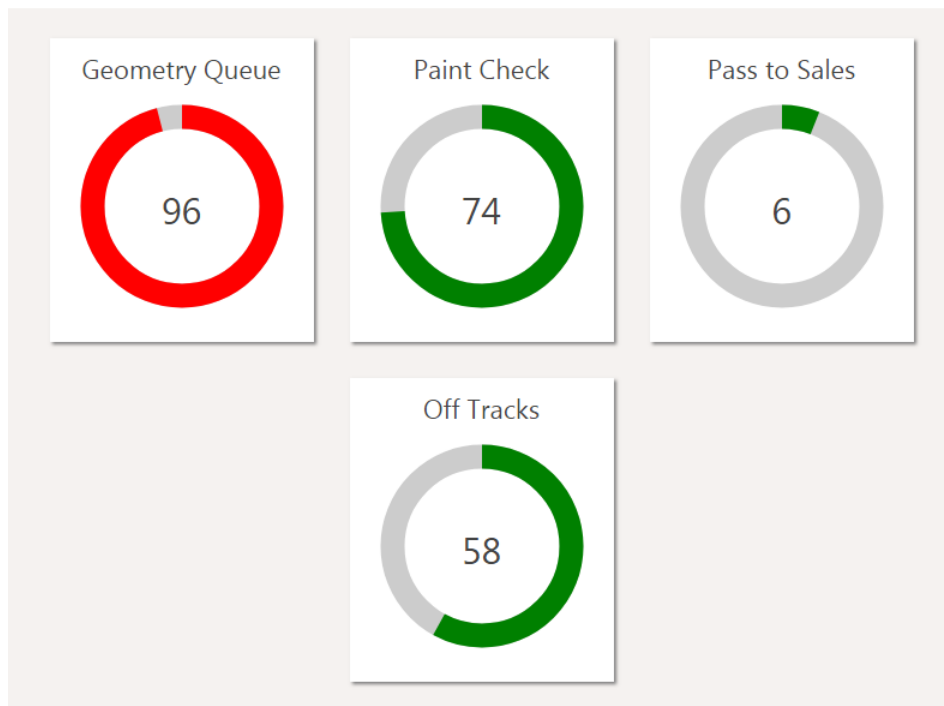 Geometry Queue
96
Paint Check
74
Pass to Sales
6
Off Tracks
58